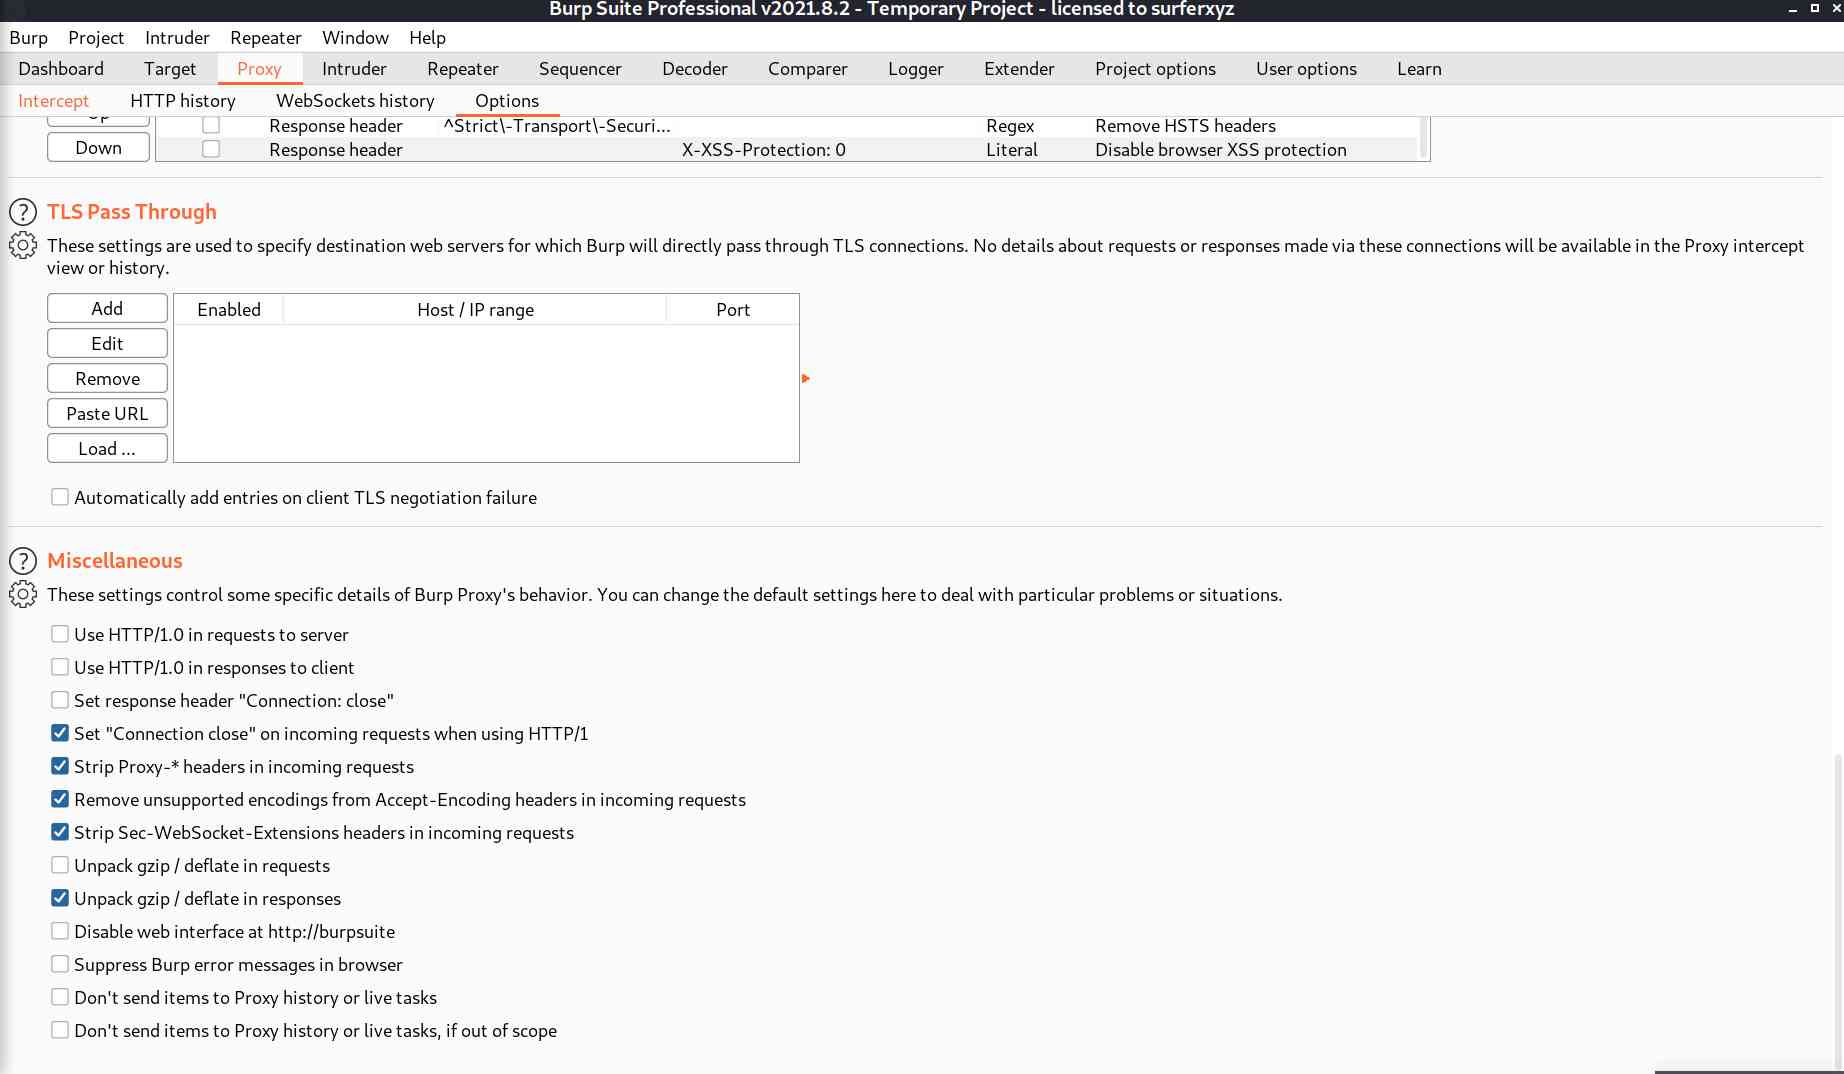 Burp Suite Professional v2021.8.2 - Temporary Project - licensed to surferxyz
Burp Project Intruder Repeater Window Help
Dashboard Target Proxy Intruder Repeater Sequencer Decoder Comparer Logger Extender Project options User options Learn
Intercept HTTP history WebSockets history Options
Up Response header ^Strict\-Transport\-Securi... Regex Remove HSTS headers
Down Response header X-XSS-Protection: 0 Literal Disable browser XSS protection
TLS Pass Through
These settings are used to specify destination web servers for which Burp will directly pass through TLS connections. No details about requests or responses made via these connections will be available in the Proxy intercept
view or history.
Add Enabled Host / IP range Port
Edit
Remove
Paste URL
Load ...
Automatically add entries on client TLS negotiation failure
Miscellaneous
These settings control some specific details of Burp Proxy's behavior. You can change the default settings here to deal with particular problems or situations.
Use HTTP/1.0 in requests to server
Use HTTP/1.0 in responses to client
Set response header "Connection: close"
Set "Connection close" on incoming requests when using HTTP/1
Strip Proxy-* headers in incoming requests
Remove unsupported encodings from Accept-Encoding headers in incoming requests
Strip Sec-WebSocket-Extensions headers in incoming requests
Unpack gzip / deflate in requests
Unpack gzip / deflate in responses
Disable web interface at http://burpsuite
Suppress Burp error messages in browser
Don't send items to Proxy history or live tasks
Don't send items to Proxy history or live tasks, if out of scope